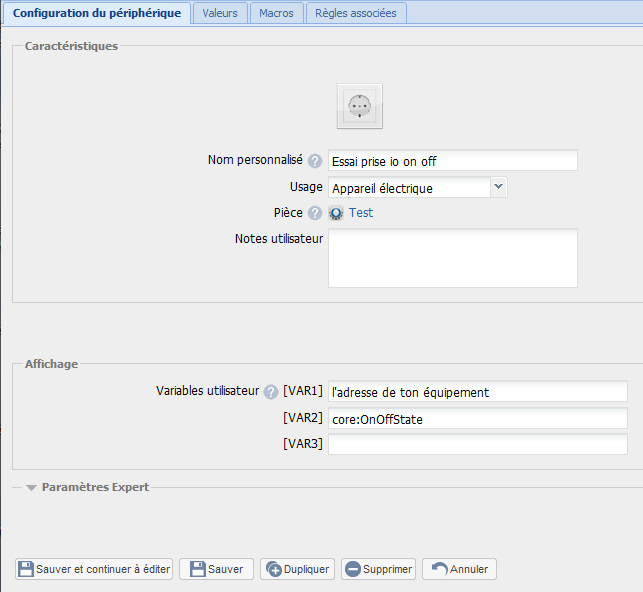 Configuration du périphérique Valeurs Macros Règles associées
Caractéristiques
Nom personnalisé ? Essai prise io on off
Usage Appareil électrique
Pièce ? Test
Notes utilisateur
Affichage
Variables utilisateur ? [VAR1] l'adresse de ton équipement
[VAR2] core:OnOffState
[VAR3]
Paramètres Expert
Sauver et continuer à éditer Sauver Dupliquer Supprimer Annuler